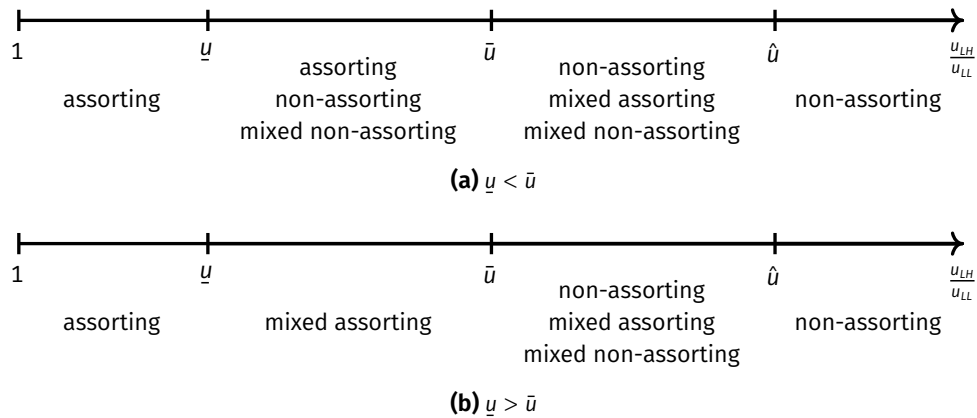 1 u̲ ū û u_LH/u_LL
assorting
assorting non-assorting mixed non-assorting
non-assorting mixed assorting mixed non-assorting
non-assorting
(a) u̲ < ū
1 u̲ ū û u_LH/u_LL
assorting
mixed assorting
non-assorting mixed assorting mixed non-assorting
non-assorting
(b) u̲ > ū